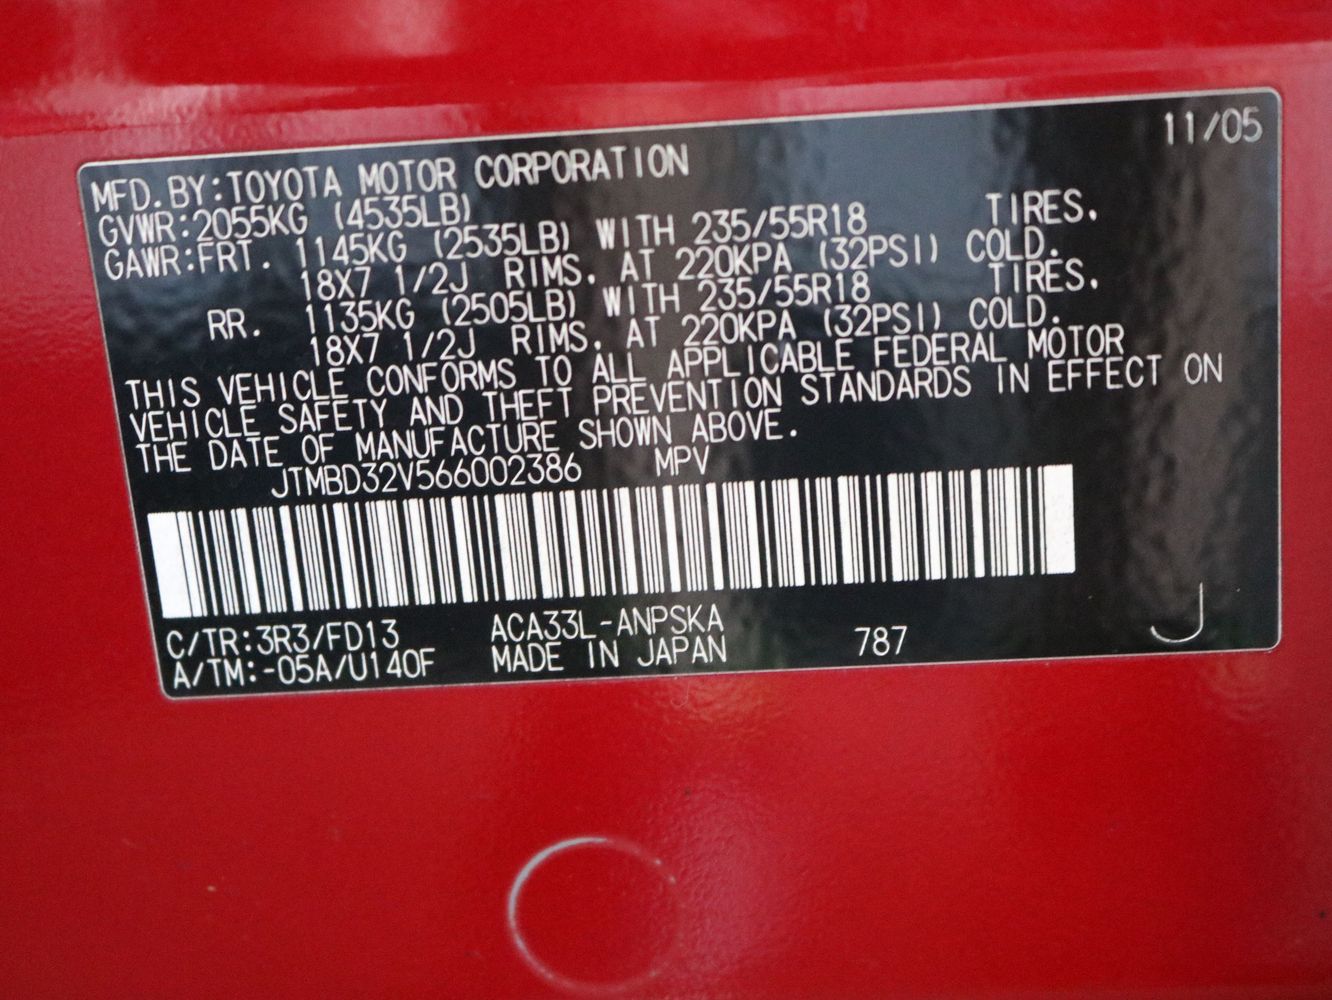 11/05
MFD.BY:TOYOTA MOTOR CORPORATION
GVWR:2055KG (4535LB)
GAWR:FRT. 1145KG (2535LB) WITH 235/55R18 TIRES.
18X7 1/2J RIMS. AT 220KPA (32PSI) COLD.
RR. 1135KG (2505LB) WITH 235/55R18 TIRES.
18X7 1/2J RIMS. AT 220KPA (32PSI) COLD.
THIS VEHICLE CONFORMS TO ALL APPLICABLE FEDERAL MOTOR
VEHICLE SAFETY AND THEFT PREVENTION STANDARDS IN EFFECT ON
THE DATE OF MANUFACTURE SHOWN ABOVE.
JTMBD32V566002386 MPV
C/TR:3R3/FD13 ACA33L-ANPSKA 787 J
A/TM:-05A/U140F MADE IN JAPAN